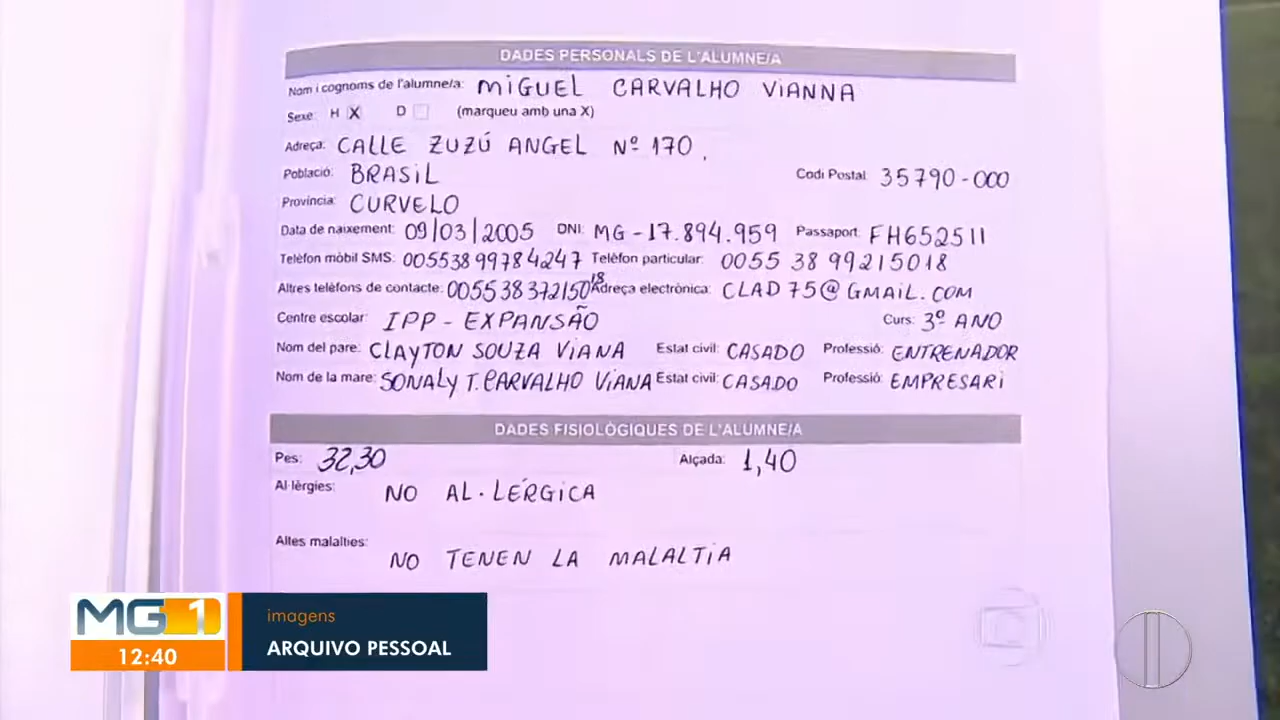 DADES PERSONALS DE L'ALUMNE/A
Nom i cognoms de l'alumne/a: MIGUEL CARVALHO VIANNA
Sexe: H X D (marqueu amb una X)
Adreça: CALLE ZUZÚ ANGEL Nº 170.
Població: BRASIL Codi Postal: 35790-000
Província: CURVELO
Data de naixement: 09/03/2005 DNI: MG-17.894.959 Passaport: FH652511
Telèfon mòbil SMS: 005538 99784247 Telèfon particular: 0055 38 99215018
Altres telèfons de contacte: 0055 38 37215018 Adreça electrònica: CLAD75@GMAIL.COM
Centre escolar: IPP - EXPANSÃO Curs: 3º ANO
Nom del pare: CLAYTON SOUZA VIANA Estat civil: CASADO Professió: ENTRENADOR
Nom de la mare: SONALY T. CARVALHO VIANA Estat civil: CASADO Professió: EMPRESARI
DADES FISIOLÒGIQUES DE L'ALUMNE/A
Pes: 32,30 Alçada: 1,40
Al·lèrgies: NO AL·LÉRGICA
Altes malalties: NO TENEN LA MALALTIA
MG1 imagens
12:40 ARQUIVO PESSOAL